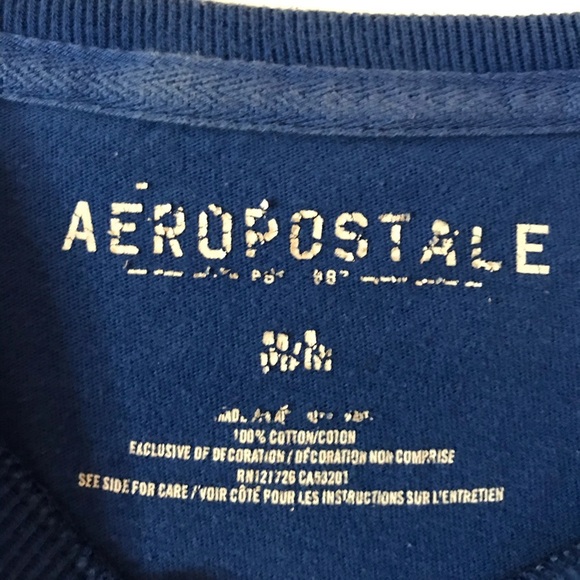 AÉROPOSTALE
100% COTTON/COTON
EXCLUSIVE OF DECORATION / DÉCORATION NON COMPRISE
RN121726 CA53201
SEE SIDE FOR CARE / VOIR CÔTÉ POUR LES INSTRUCTIONS SUR L'ENTRETIEN